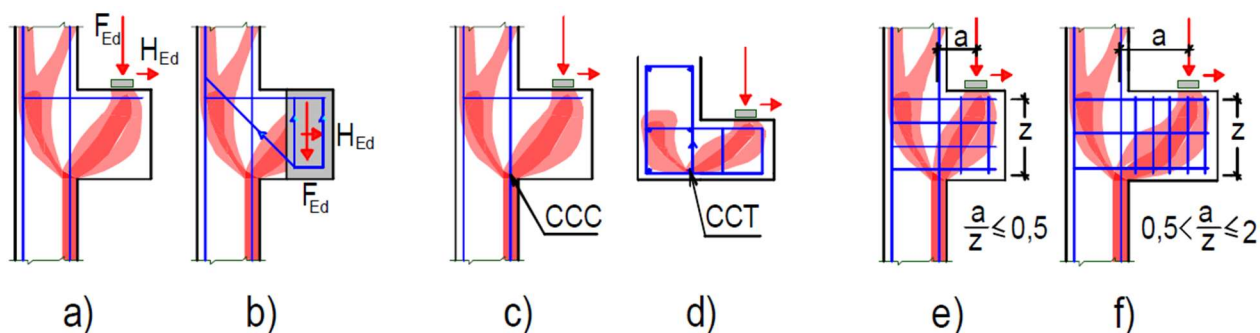 F_Ed
H_Ed
H_Ed
F_Ed
CCC
CCT
a
z
a/z ≤ 0,5
a
z
0,5 < a/z ≤ 2
a)
b)
c)
d)
e)
f)